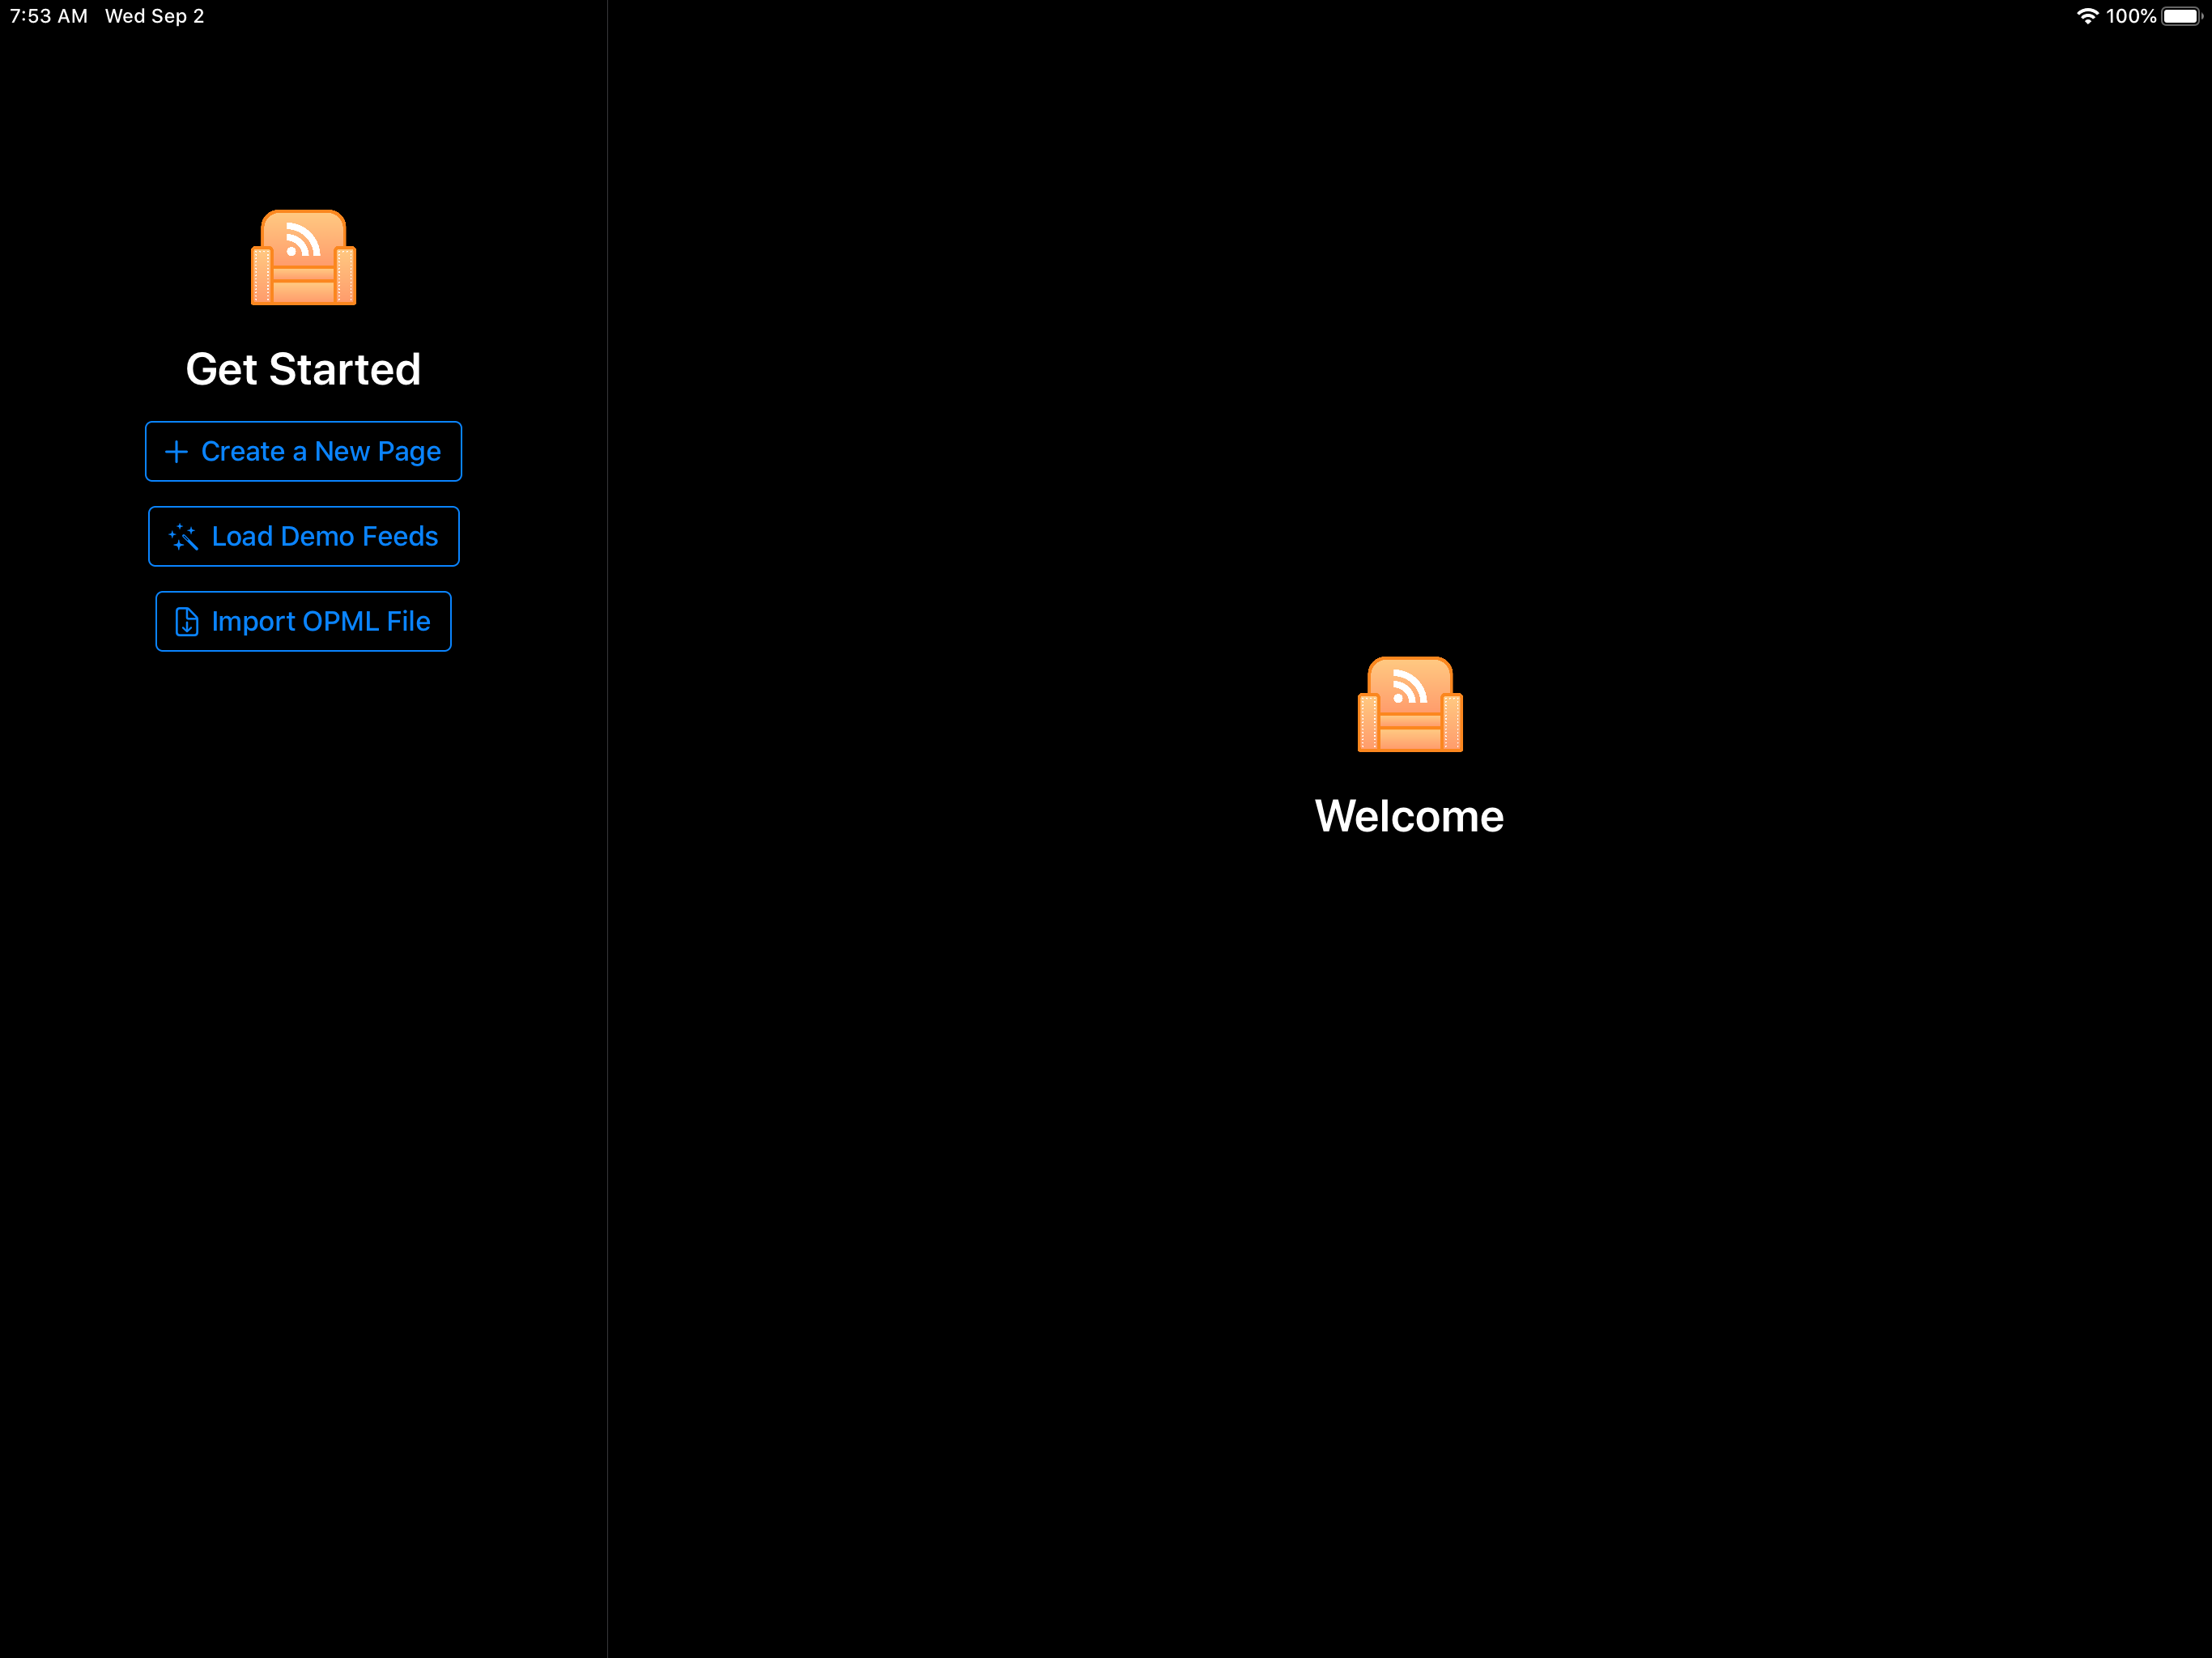 7:53 AM Wed Sep 2
100%
Get Started
Create a New Page
Load Demo Feeds
Import OPML File
Welcome